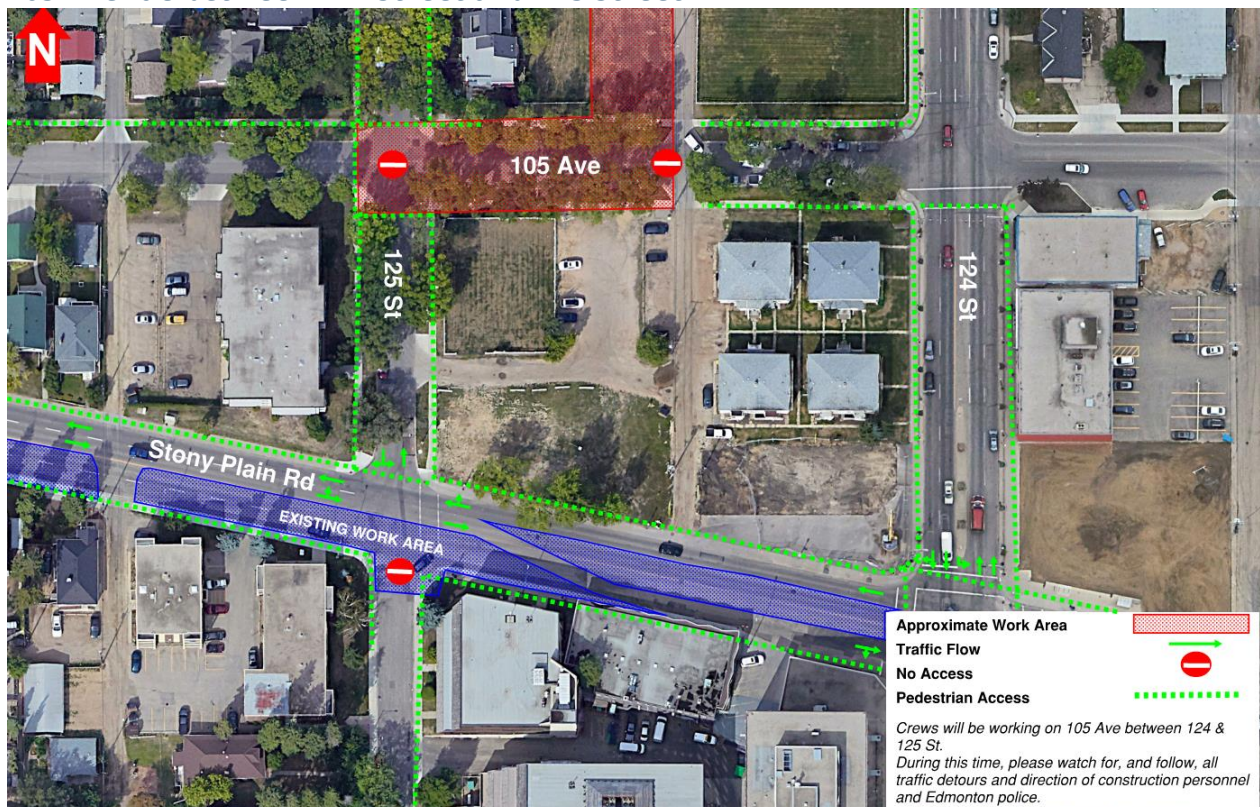 N
105 Ave
125 St
124 St
Stony Plain Rd
EXISTING WORK AREA
Approximate Work Area
Traffic Flow
No Access
Pedestrian Access
Crews will be working on 105 Ave between 124 &
125 St.
During this time, please watch for, and follow, all
traffic detours and direction of construction personnel
and Edmonton police.